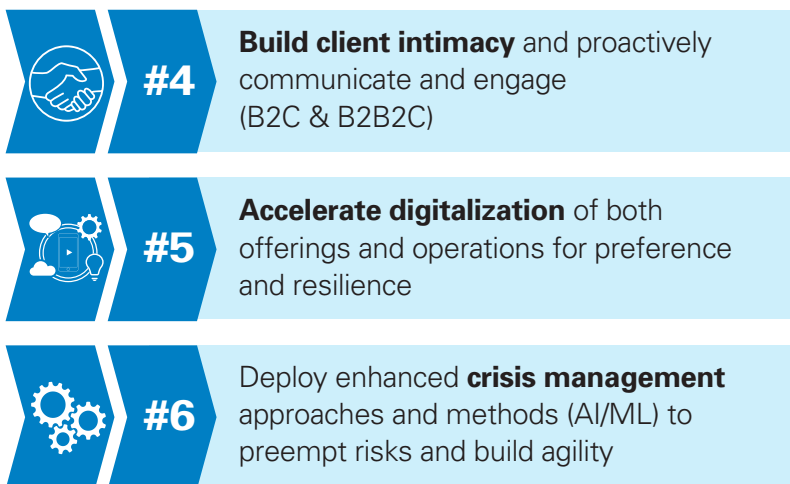 #4
Build client intimacy and proactively
communicate and engage
(B2C & B2B2C)
#5
Accelerate digitalization of both
offerings and operations for preference
and resilience
#6
Deploy enhanced crisis management
approaches and methods (AI/ML) to
preempt risks and build agility